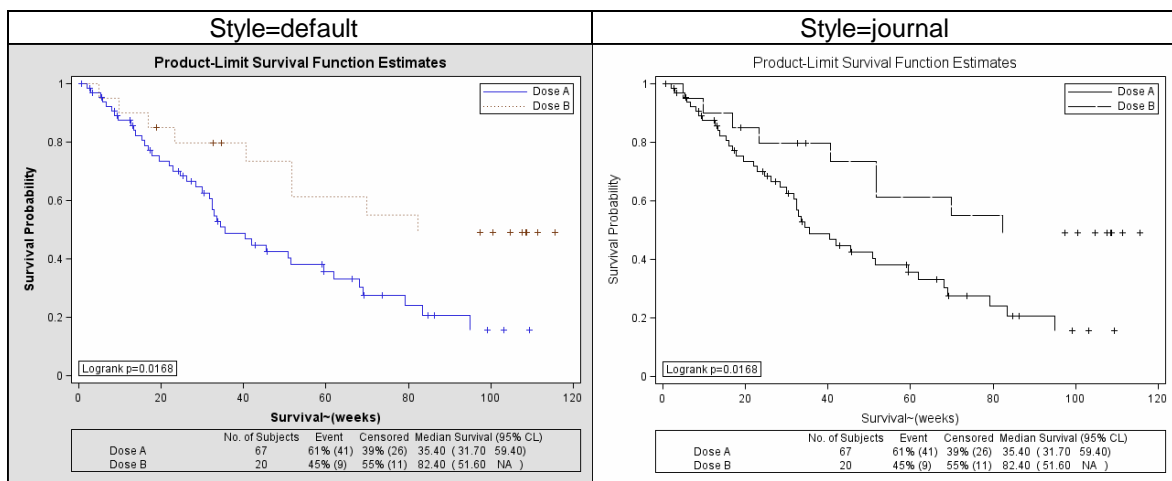 Style=default
Style=journal
Product-Limit Survival Function Estimates
Survival Probability
1
0.8
0.6
0.4
0.2
0
Dose A
Dose B
Logrank p=0.0168
0 20 40 60 80 100 120
Survival~(weeks)
No. of Subjects Event Censored Median Survival (95% CL)
Dose A 67 61% (41) 39% (26) 35.40 ( 31.70 59.40)
Dose B 20 45% (9) 55% (11) 82.40 ( 51.60 NA )
Product-Limit Survival Function Estimates
Survival Probability
1
0.8
0.6
0.4
0.2
0
Dose A
Dose B
Logrank p=0.0168
0 20 40 60 80 100 120
Survival~(weeks)
No. of Subjects Event Censored Median Survival (95% CL)
Dose A 67 61% (41) 39% (26) 35.40 ( 31.70 59.40)
Dose B 20 45% (9) 55% (11) 82.40 ( 51.60 NA )